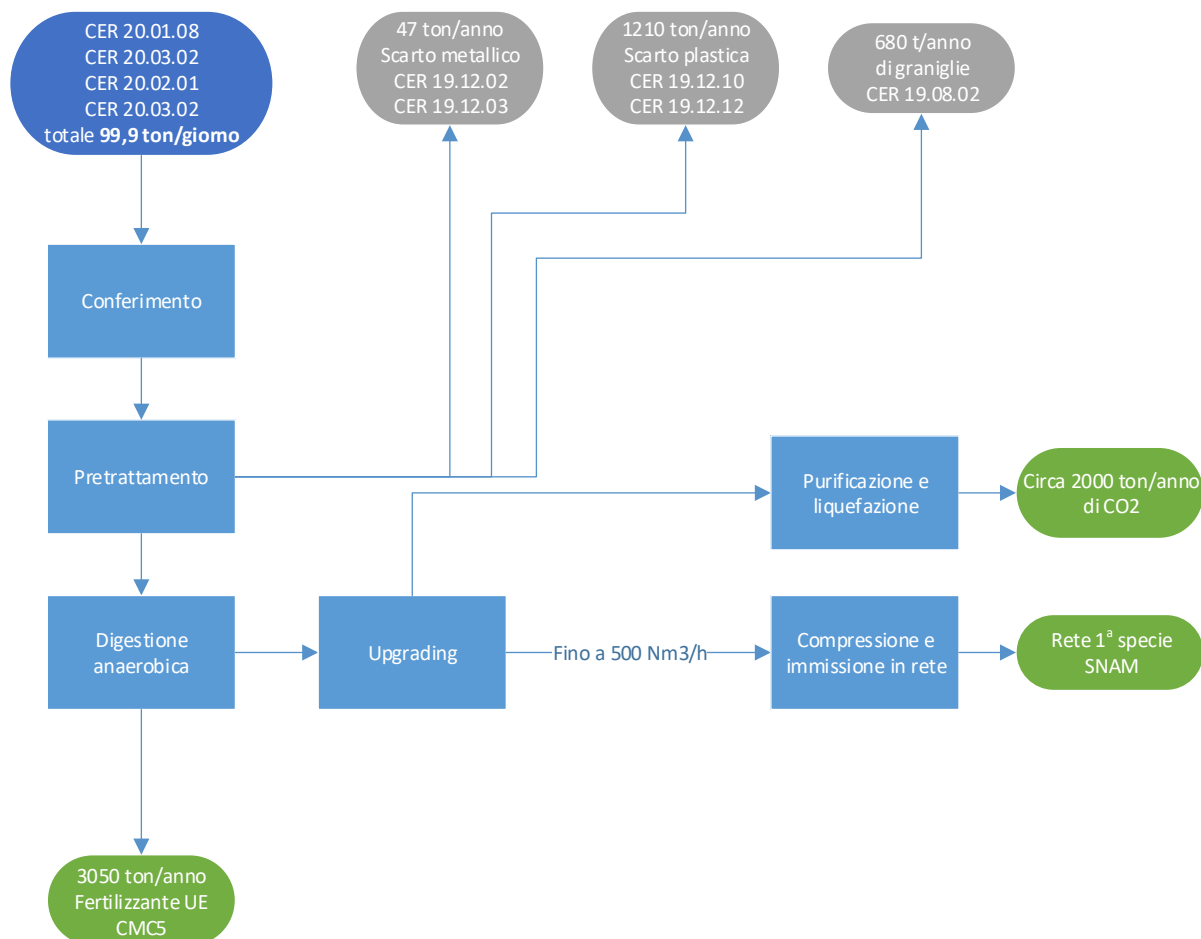 CER 20.01.08
CER 20.03.02
CER 20.02.01
CER 20.03.02
totale 99,9 ton/giorno
47 ton/anno
Scarto metallico
CER 19.12.02
CER 19.12.03
1210 ton/anno
Scarto plastica
CER 19.12.10
CER 19.12.12
680 t/anno
di graniglie
CER 19.08.02
Conferimento
Pretrattamento
Purificazione e
liquefazione
Circa 2000 ton/anno
di CO2
Digestione
anaerobica
Upgrading
Fino a 500 Nm3/h
Compressione e
immissione in rete
Rete 1ª specie
SNAM
3050 ton/anno
Fertilizzante UE
CMC5